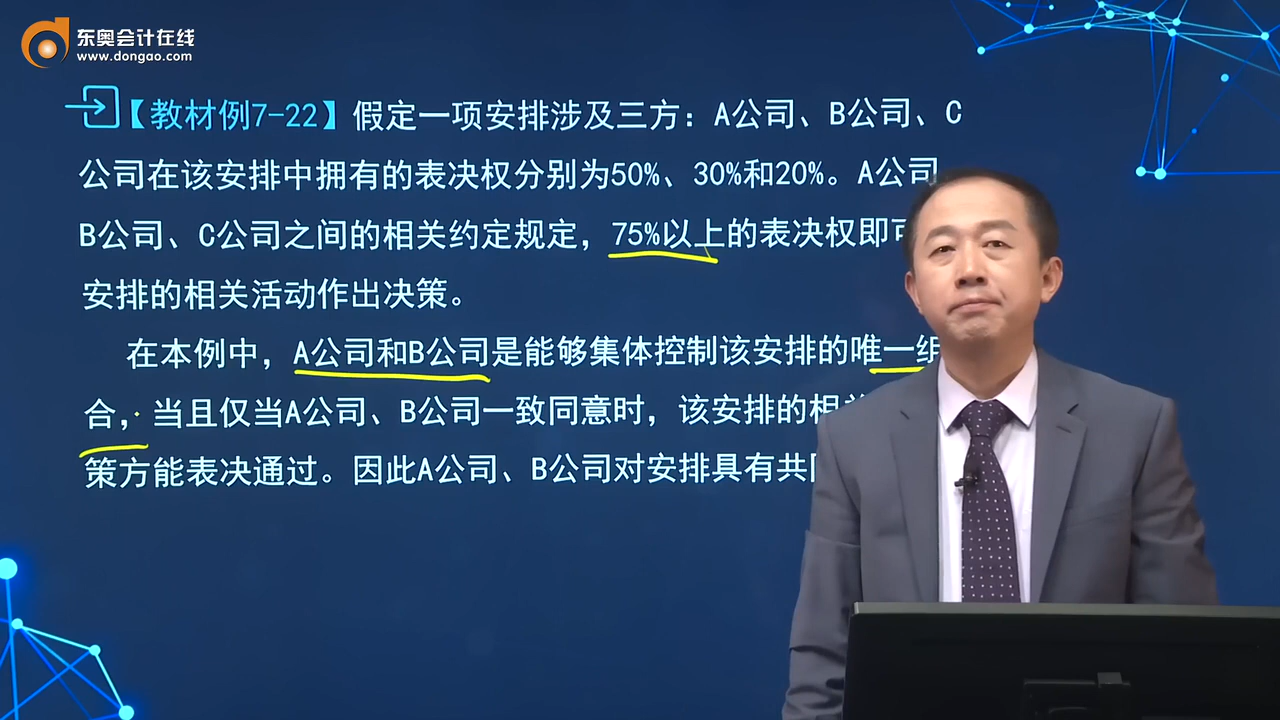 东奥会计在线
www.dongao.com
【教材例7-22】假定一项安排涉及三方：A公司、B公司、C
公司在该安排中拥有的表决权分别为50%、30%和20%。A公司
B公司、C公司之间的相关约定规定，75%以上的表决权即可
安排的相关活动作出决策。
在本例中，A公司和B公司是能够集体控制该安排的唯一组
合，当且仅当A公司、B公司一致同意时，该安排的相关
策方能表决通过。因此A公司、B公司对安排具有共同